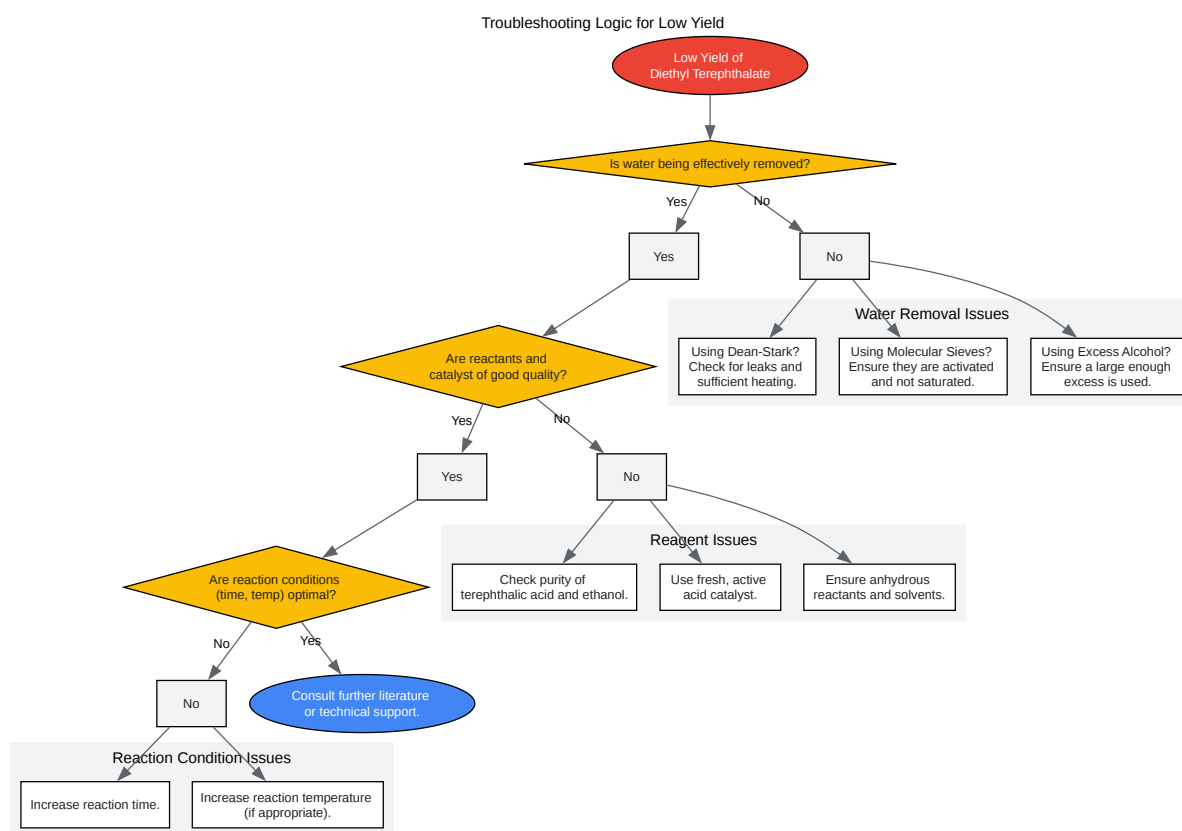 Troubleshooting Logic for Low Yield
Low Yield of
Diethyl Terephthalate
Is water being effectively removed?
Yes
No
Yes
No
Water Removal Issues
Using Dean-Stark?
Check for leaks and
sufficient heating.
Using Molecular Sieves?
Ensure they are activated
and not saturated.
Using Excess Alcohol?
Ensure a large enough
excess is used.
Are reactants and
catalyst of good quality?
Yes
No
Yes
No
Reagent Issues
Check purity of
terephthalic acid and ethanol.
Use fresh, active
acid catalyst.
Ensure anhydrous
reactants and solvents.
Are reaction conditions
(time, temp) optimal?
No
Yes
No
Consult further literature
or technical support.
Reaction Condition Issues
Increase reaction time.
Increase reaction temperature
(if appropriate).